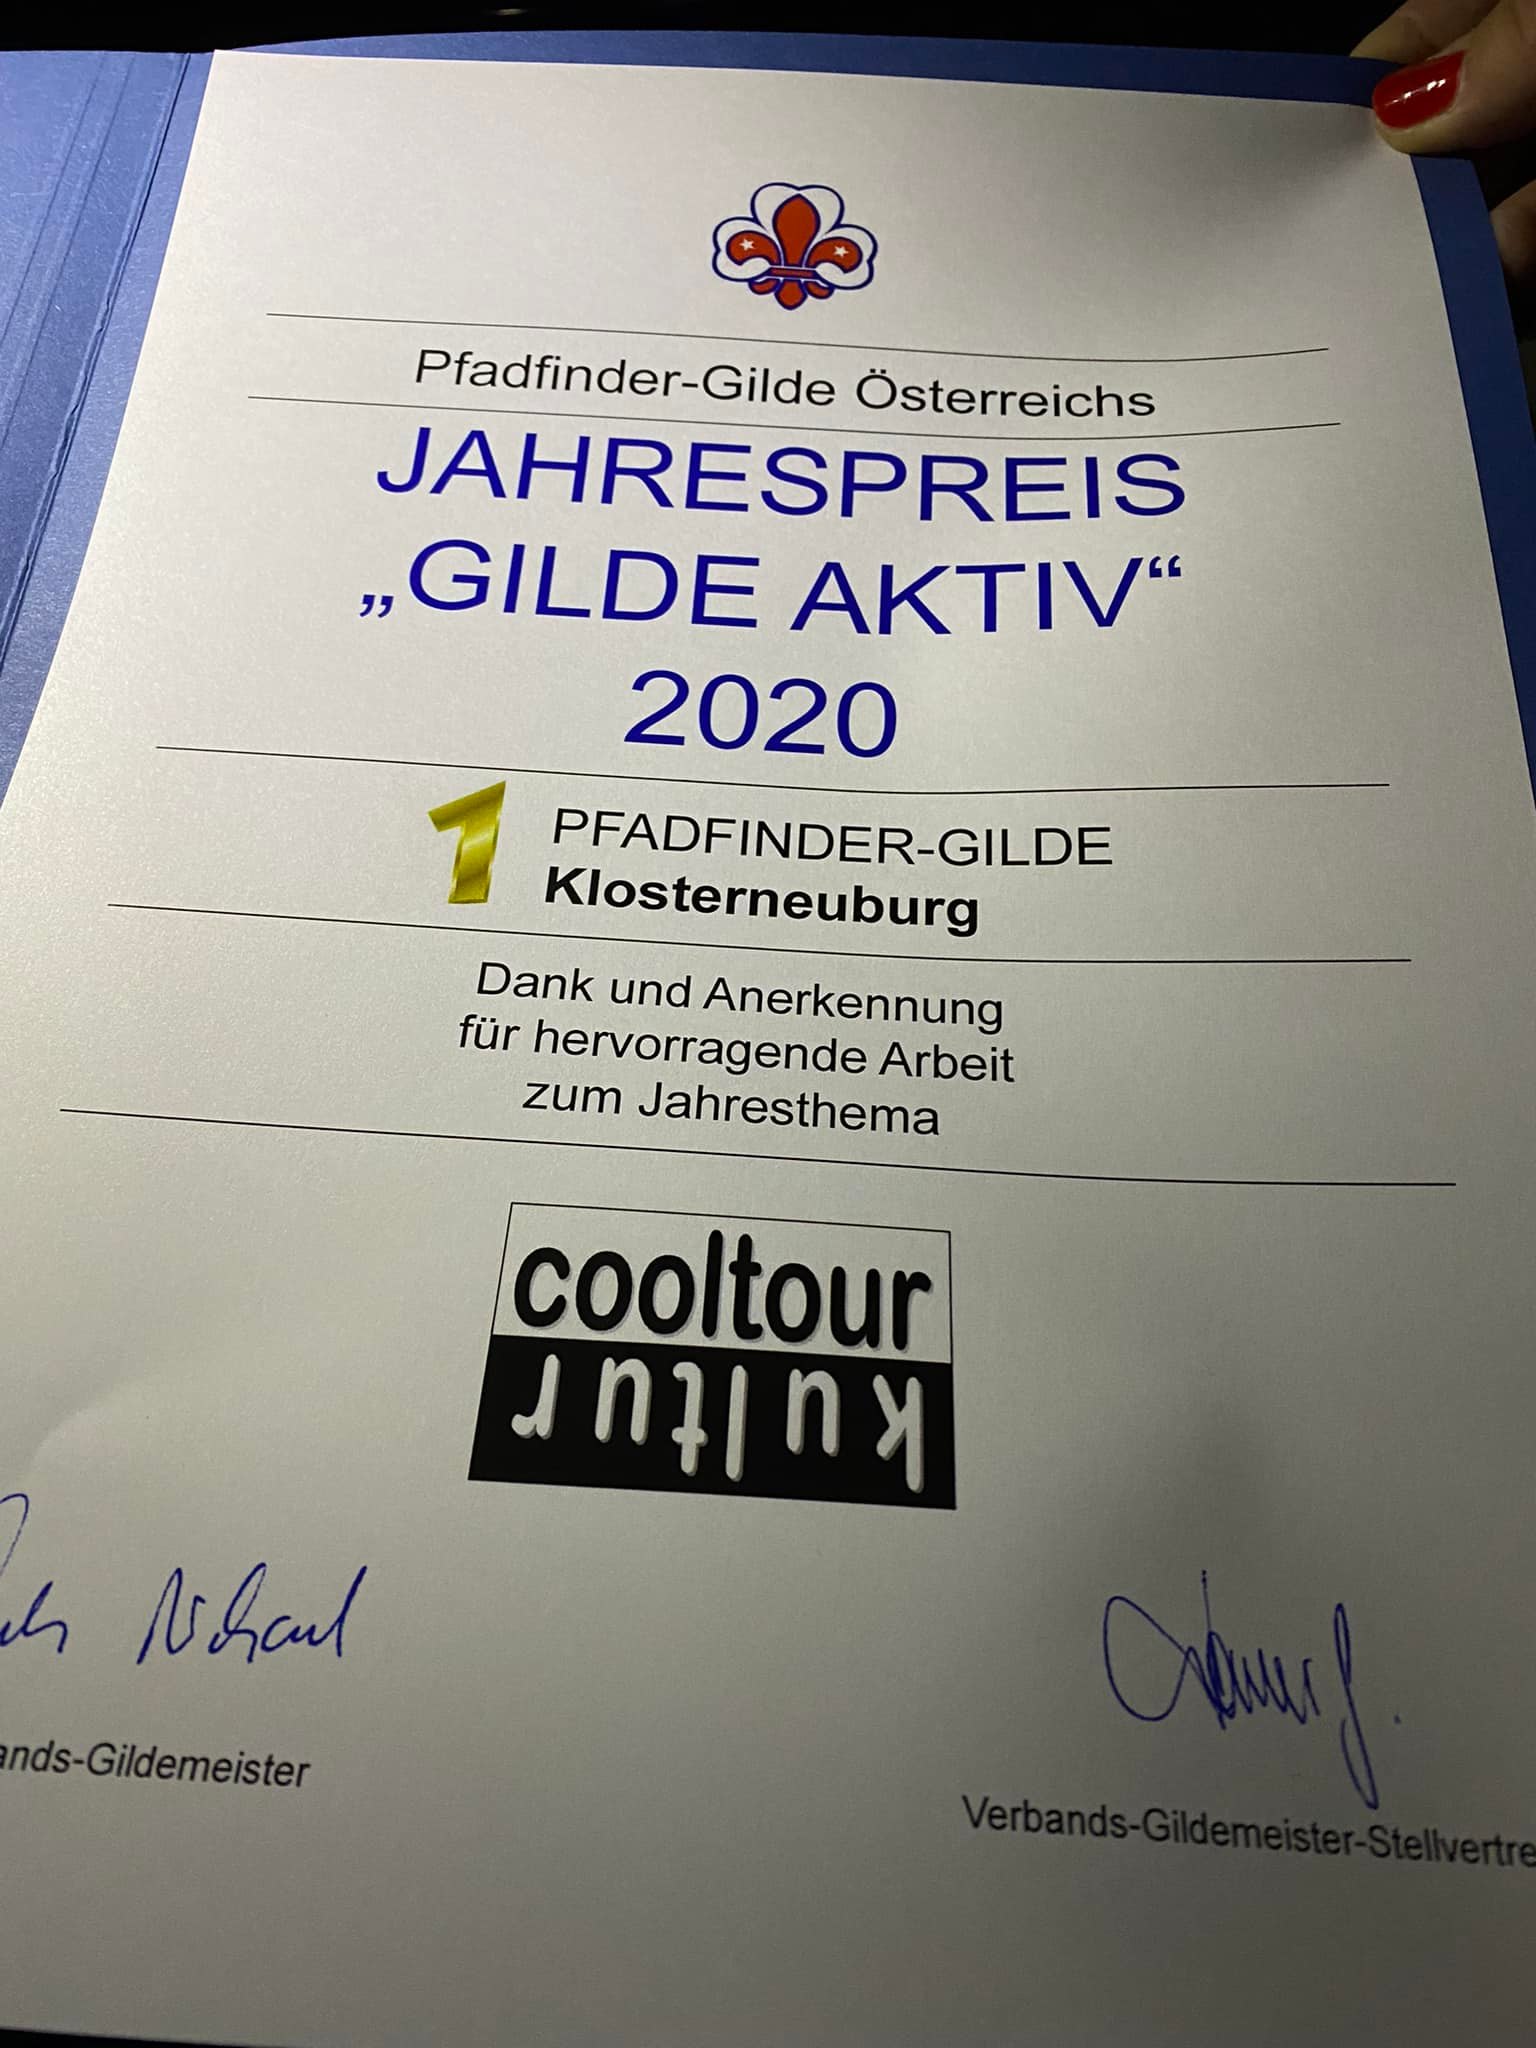 Pfadfinder-Gilde Österreichs
JAHRESPREIS
„GILDE AKTIV“
2020
1 PFADFINDER-GILDE
Klosterneuburg
Dank und Anerkennung
für hervorragende Arbeit
zum Jahresthema
cooltour
kultur
ands-Gildemeister
Verbands-Gildemeister-Stellvertre